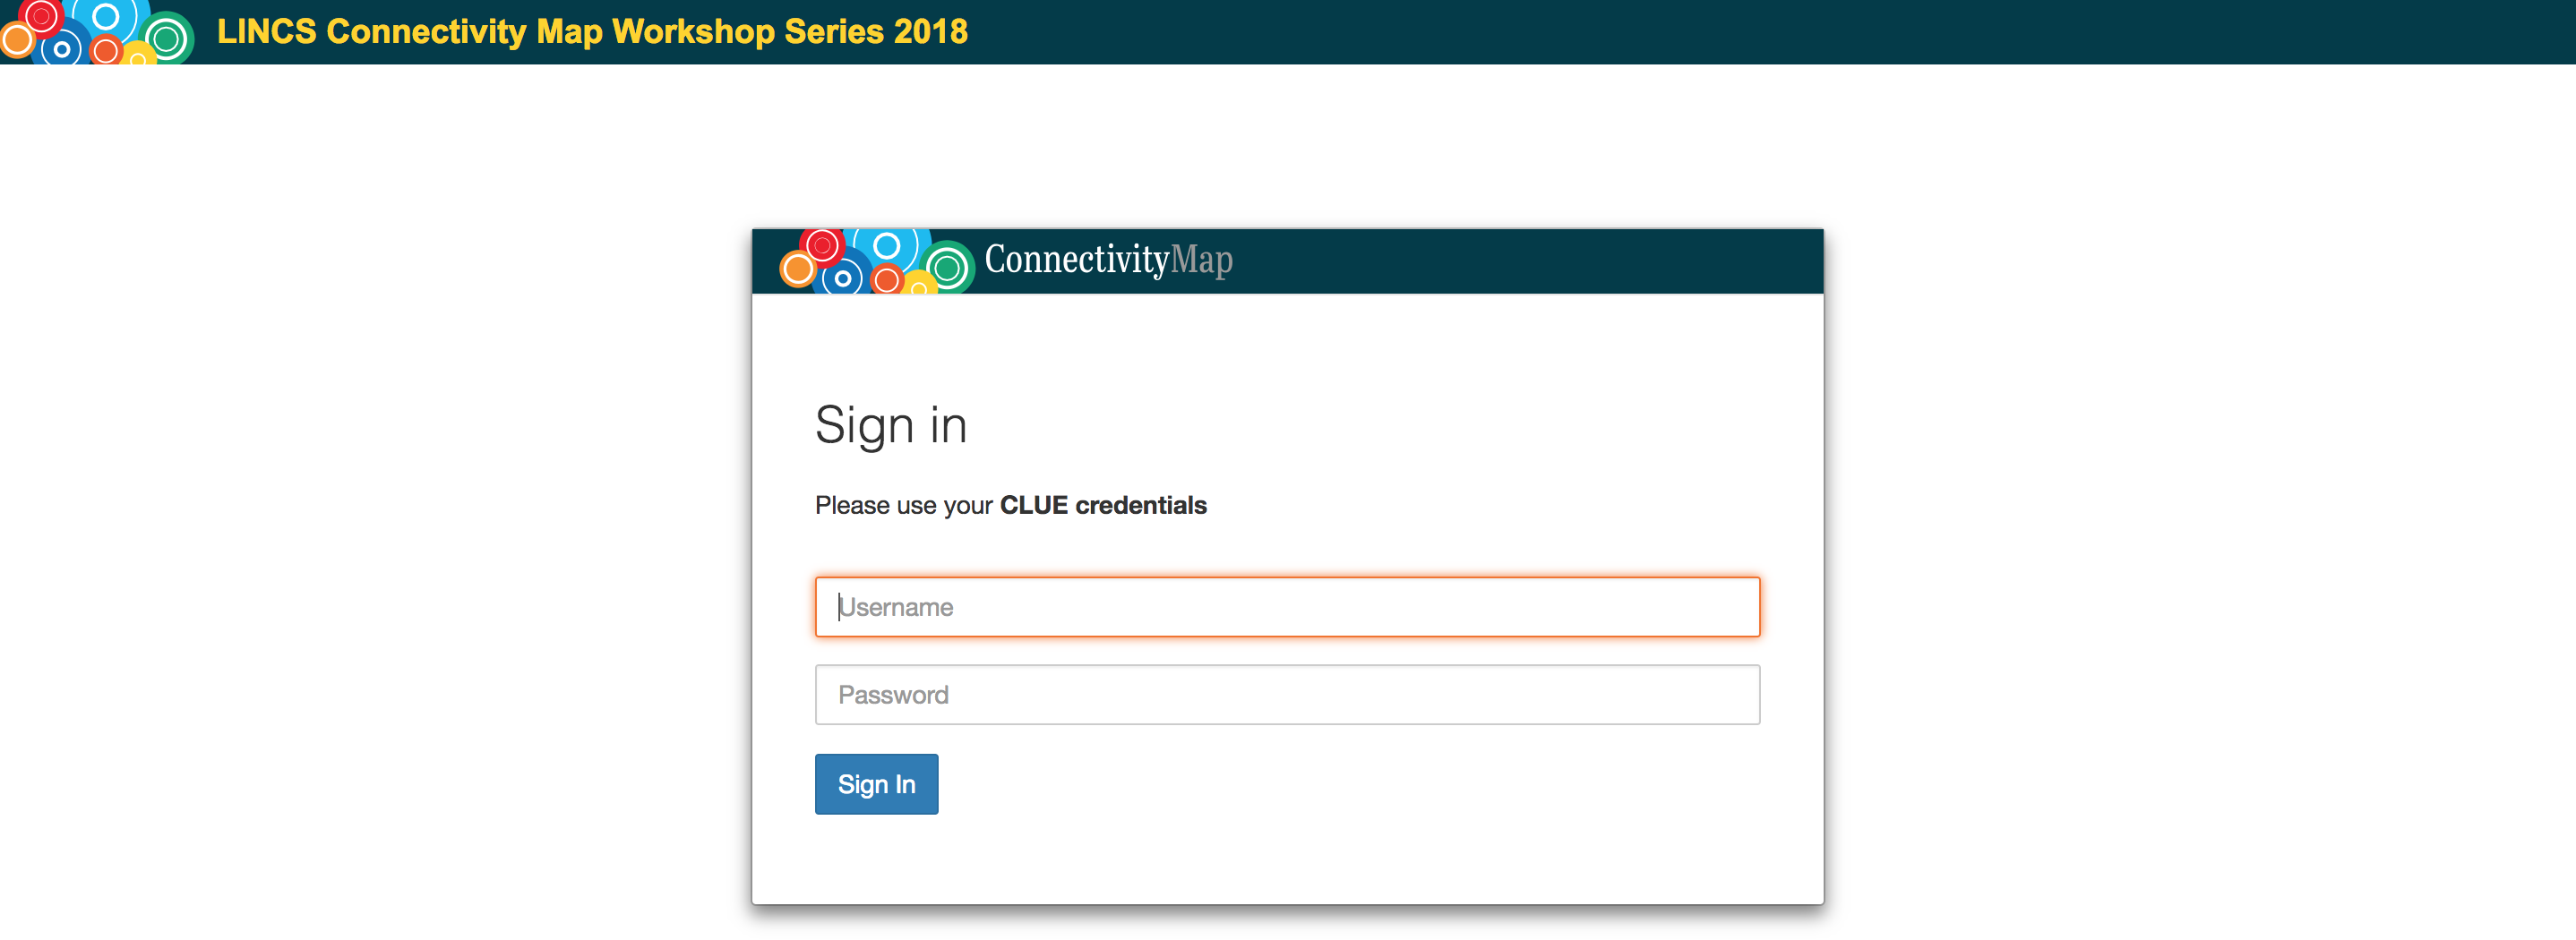 LINCS Connectivity Map Workshop Series 2018
ConnectivityMap
Sign in
Please use your CLUE credentials
Username
Password
Sign In